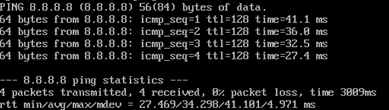 PING 8.8.8.8 (8.8.8.8) 56(84) bytes of data.
64 bytes from 8.8.8.8: icmp_seq=1 ttl=128 time=41.1 ms
64 bytes from 8.8.8.8: icmp_seq=2 ttl=128 time=36.0 ms
64 bytes from 8.8.8.8: icmp_seq=3 ttl=128 time=32.5 ms
64 bytes from 8.8.8.8: icmp_seq=4 ttl=128 time=27.4 ms
--- 8.8.8.8 ping statistics ---
4 packets transmitted, 4 received, 0% packet loss, time 3009ms
rtt min/avg/max/mdev = 27.469/34.298/41.101/4.971 ms